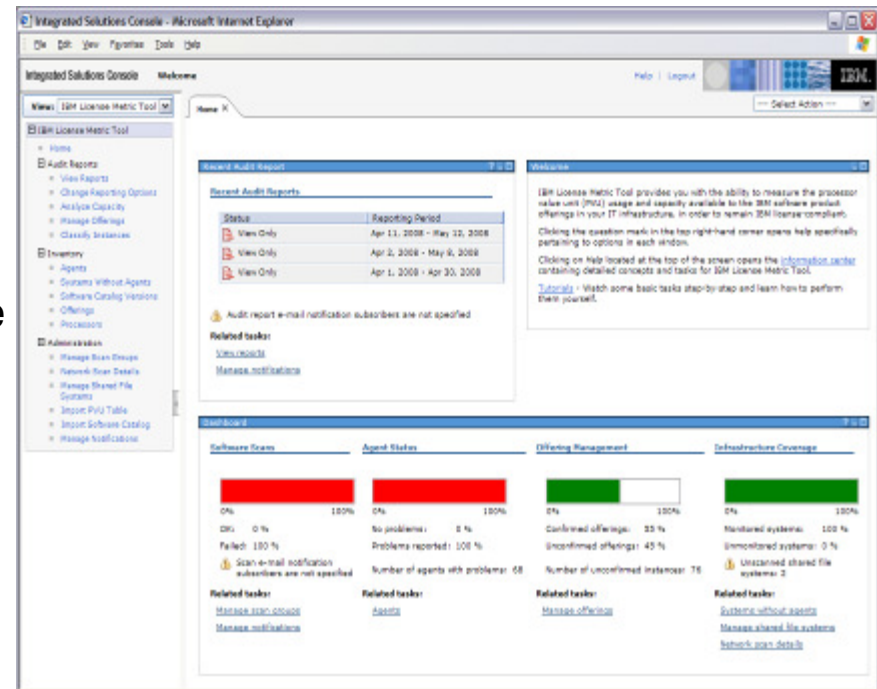 Integrated Solutions Console - Microsoft Internet Explorer
File Edit View Favorites Tools Help
Integrated Solutions Console Welcome
Help | Logout
IBM.
View: IBM License Metric Tool
Home X
--- Select Action ---
IBM License Metric Tool
Home
Audit Reports
View Reports
Change Reporting Options
Analyze Capacity
Manage Offerings
Classify Instances
Inventory
Agents
Systems Without Agents
Software Catalog Versions
Offerings
Processors
Administration
Manage Scan Groups
Network Scan Details
Manage Shared File
Systems
Import PVU Table
Import Software Catalog
Manage Notifications
e
Recent Audit Report
Recent Audit Reports
Status Reporting Period
View Only Apr 11, 2008 - May 12, 2008
View Only Apr 2, 2008 - May 8, 2008
View Only Apr 1, 2008 - Apr 30, 2008
Audit report e-mail notification subscribers are not specified
Related tasks:
View reports
Manage notifications
Welcome
IBM License Metric Tool provides you with the ability to measure the processor
value unit (PVU) usage and capacity available to the IBM software product
offerings in your IT infrastructure, in order to remain IBM license-compliant.
Clicking the question mark in the top right-hand corner opens help specifically
pertaining to options in each window.
Clicking on Help located at the top of the screen opens the information center
containing detailed concepts and tasks for IBM License Metric Tool.
Tutorials - Watch some basic tasks step-by-step and learn how to perform
them yourself.
Dashboard
Software Scans
0% 100%
OK: 0 %
Failed: 100 %
Scan e-mail notification
subscribers are not specified
Related tasks:
Manage scan groups
Manage notifications
Agent Status
0% 100%
No problems: 0 %
Problems reported: 100 %
Number of agents with problems: 68
Related tasks:
Agents
Offering Management
0% 100%
Confirmed offerings: 55 %
Unconfirmed offerings: 45 %
Number of unconfirmed instances: 76
Related tasks:
Manage offerings
Infrastructure Coverage
0% 100%
Monitored systems: 100 %
Unmonitored systems: 0 %
Unscanned shared file
systems: 2
Related tasks:
Systems without agents
Manage shared file systems
Network scan details